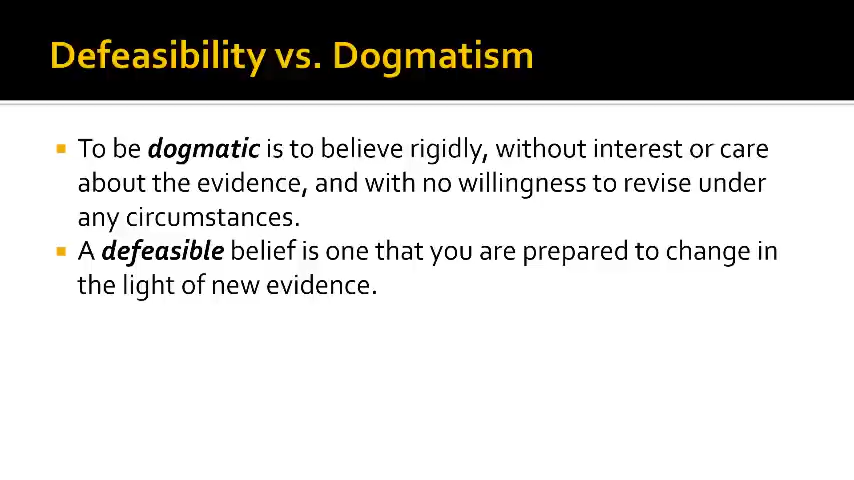 Defeasibility vs. Dogmatism
To be dogmatic is to believe rigidly, without interest or care
about the evidence, and with no willingness to revise under
any circumstances.
A defeasible belief is one that you are prepared to change in
the light of new evidence.